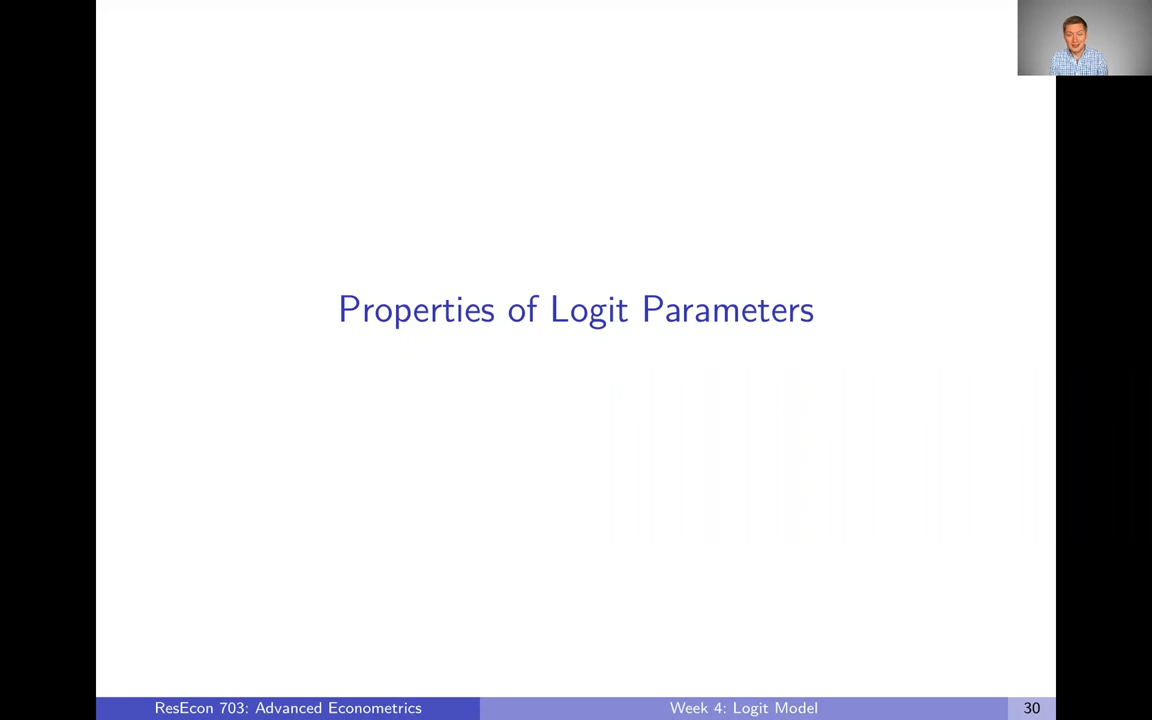 Properties of Logit Parameters
ResEcon 703: Advanced Econometrics
Week 4: Logit Model
30